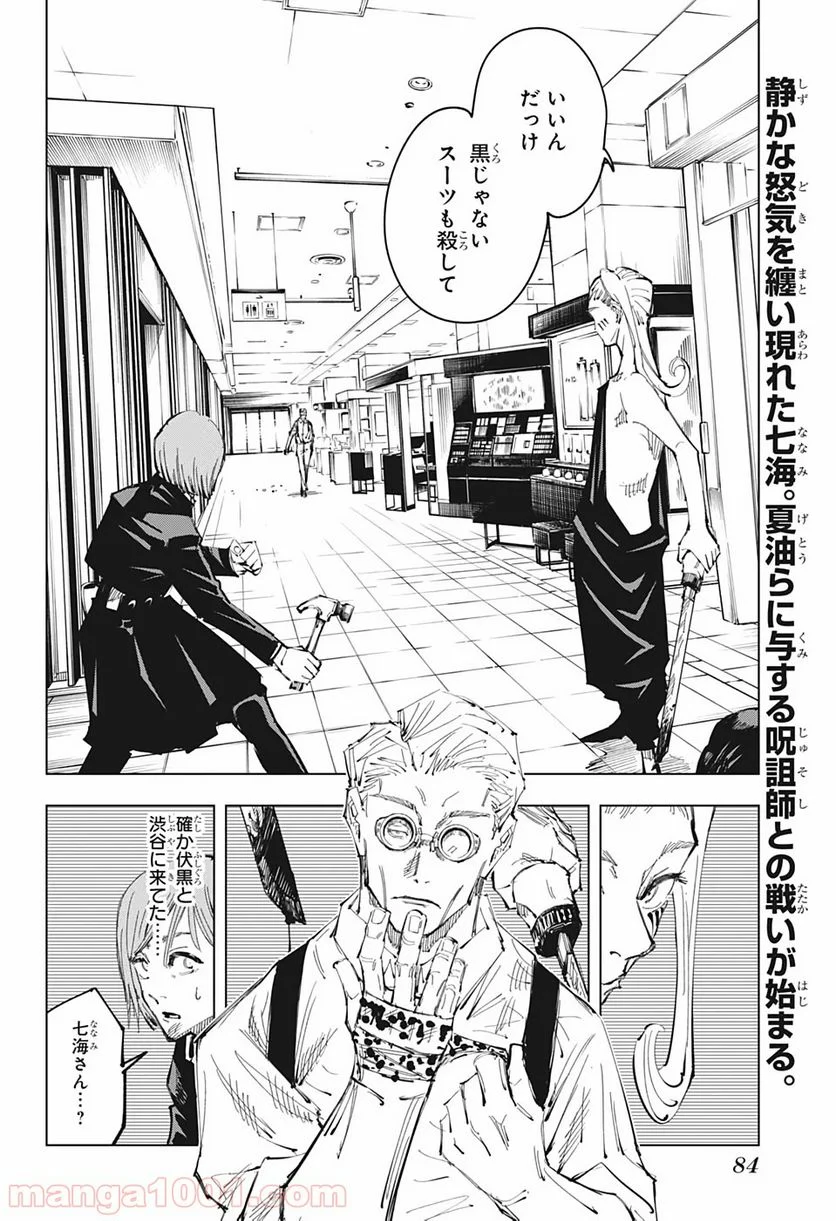 静かな怒気を纏い現れた七海。夏油らに与する呪詛師との戦いが始まる。
いいん
だっけ
黒じゃない
スーツも殺して
確か伏黒と
渋谷に来てた……
七海さん…?
84
manga1001.com